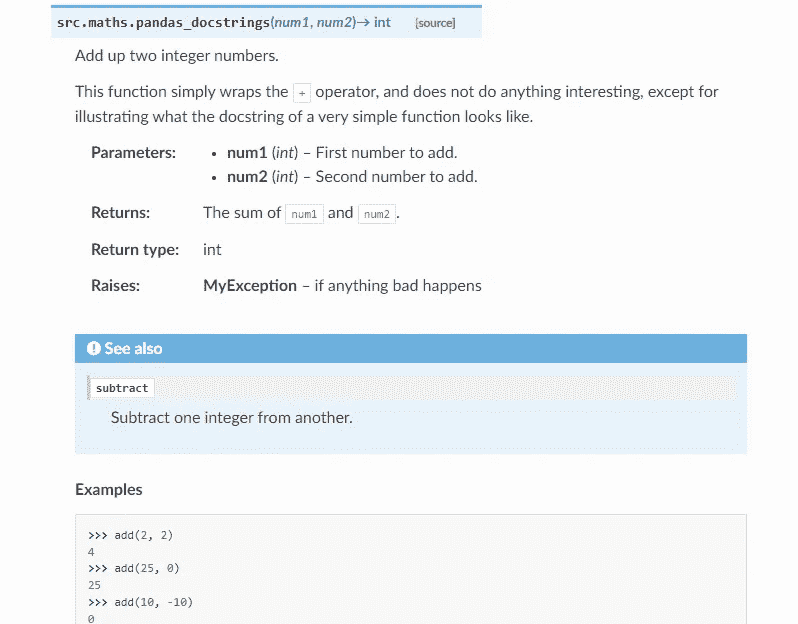 src.maths.pandas_docstrings(num1, num2)→ int [source]
Add up two integer numbers.
This function simply wraps the + operator, and does not do anything interesting, except for
illustrating what the docstring of a very simple function looks like.
Parameters: • num1 (int) – First number to add.
• num2 (int) – Second number to add.
Returns: The sum of num1 and num2.
Return type: int
Raises: MyException – if anything bad happens
See also
subtract
Subtract one integer from another.
Examples
>>> add(2, 2)
4
>>> add(25, 0)
25
>>> add(10, -10)
0